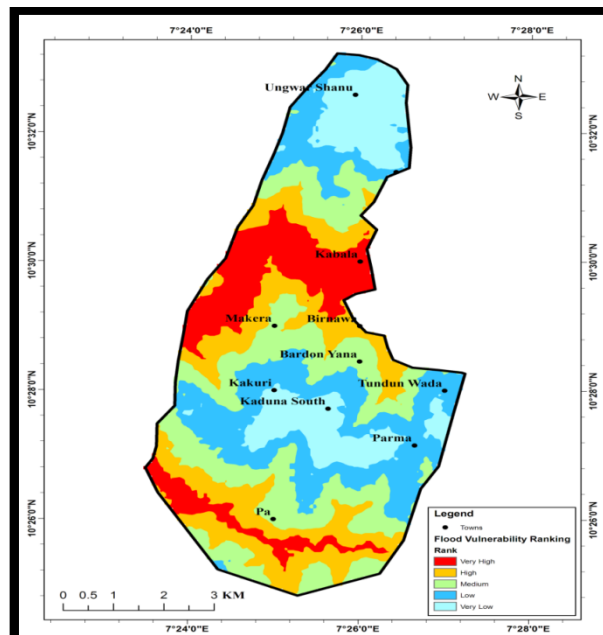 7°24'0"E 7°26'0"E 7°28'0"E
Ungwar Shanu
N
W E
S
10°32'0"N 10°32'0"N
Kabala
10°30'0"N 10°30'0"N
Makera Birnawa
Bardon Yana
10°28'0"N 10°28'0"N
Kakuri Tundun Wada
Kaduna South
Parma
10°26'0"N 10°26'0"N
Pa
Legend
Towns
Flood Vulnerability Ranking
Rank
Very High
High
Medium
Low
Very Low
0 0.5 1 2 3 KM
7°24'0"E 7°26'0"E 7°28'0"E